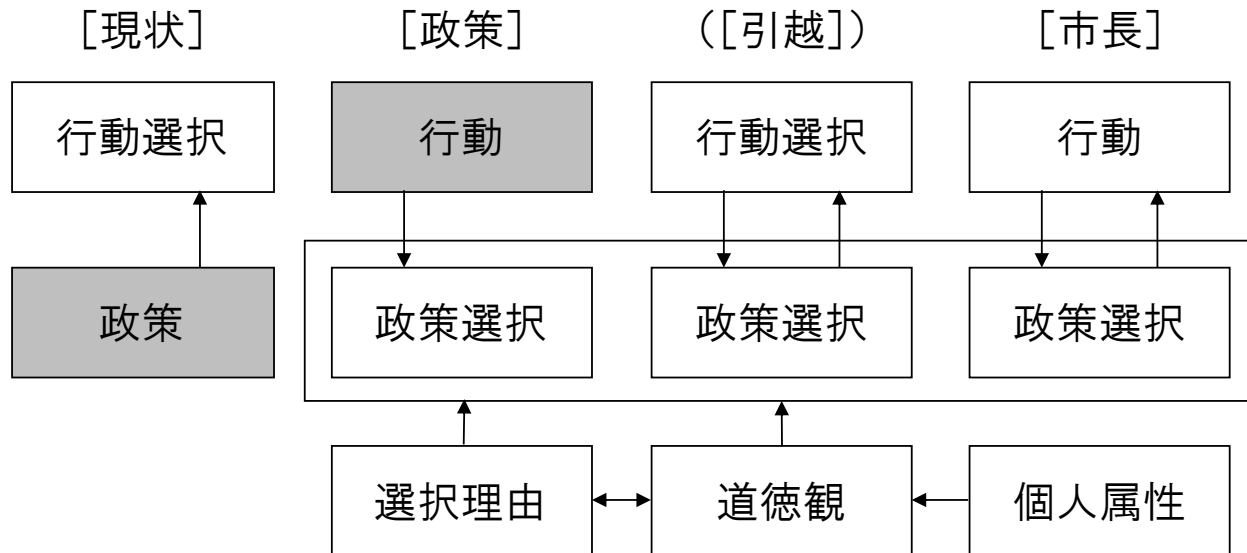 [現状] [政策] ([引越]) [市長]
行動選択 行動 行動選択 行動
政策 政策選択 政策選択 政策選択
選択理由 道徳観 個人属性